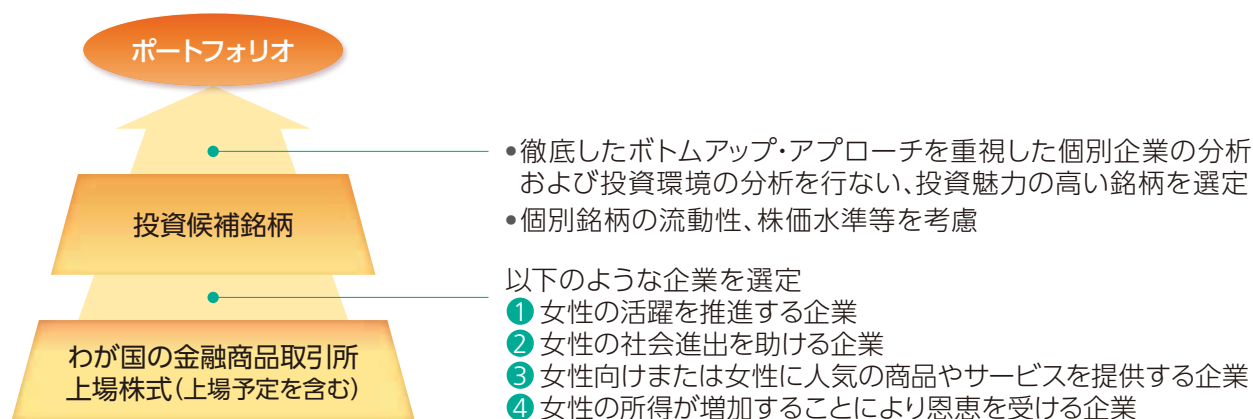 ポートフォリオ
•徹底したボトムアップ・アプローチを重視した個別企業の分析
および投資環境の分析を行ない、投資魅力の高い銘柄を選定
•個別銘柄の流動性、株価水準等を考慮
投資候補銘柄
以下のような企業を選定
❶ 女性の活躍を推進する企業
❷ 女性の社会進出を助ける企業
❸ 女性向けまたは女性に人気の商品やサービスを提供する企業
❹ 女性の所得が増加することにより恩恵を受ける企業
わが国の金融商品取引所
上場株式(上場予定を含む)